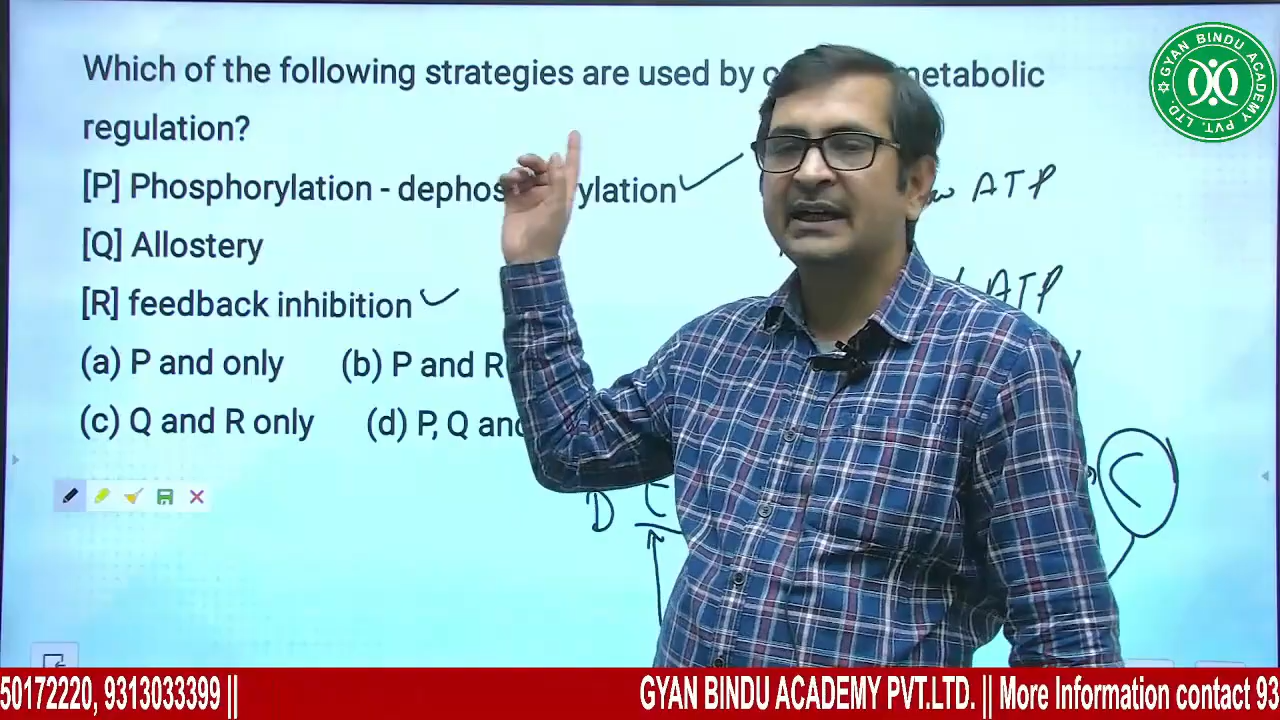 Which of the following strategies are used by metabolic
regulation?
[P] Phosphorylation - dephos ylation
ATP
[Q] Allostery
[R] feedback inhibition
ATP
(a) P and only (b) P and R
(c) Q and R only (d) P, Q and
D
C
GYAN BINDU ACADEMY PVT. LTD.
50172220, 9313033399 || GYAN BINDU ACADEMY PVT.LTD. || More Information contact 93